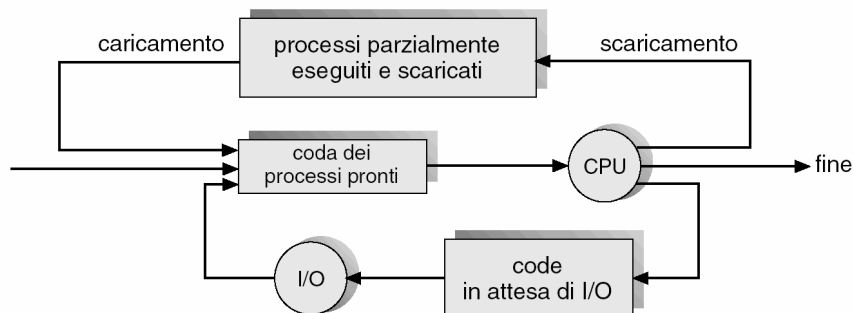 caricamento
processi parzialmente
eseguiti e scaricati
scaricamento
coda dei
processi pronti
CPU
fine
I/O
code
in attesa di I/O